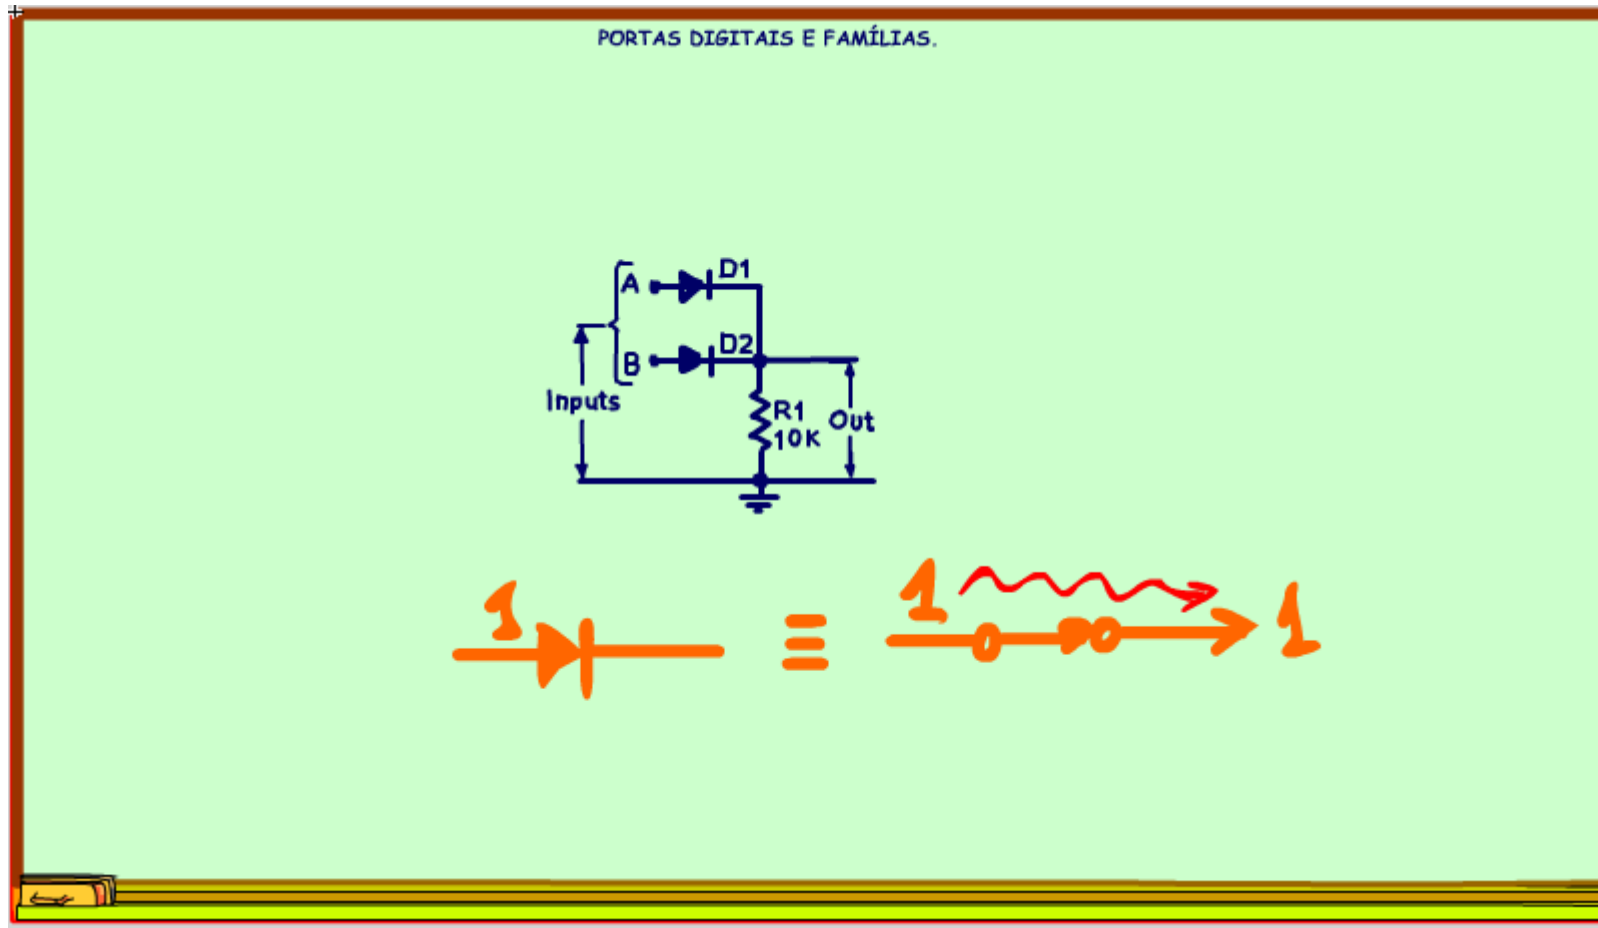 PORTAS DIGITAIS E FAMÍLIAS.
D1
A
D2
B
Inputs
R1
10K
Out
1
1
1